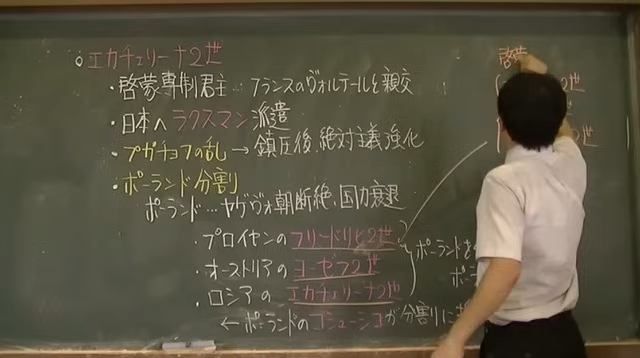 ○エカチェリーナ2世
・啓蒙専制君主…フランスのヴォルテールと親交
・日本へラクスマン派遣
・プガチョフの乱→鎮圧後、絶対主義強化
・ポーランド分割
ポーランド…ヤゲヴォ朝断絶、国力衰退
・プロイセンのフリードリヒ2世
・オーストリアのヨーゼフ2世
・ロシアのエカチェリーナ2世
←ポーランドのコシューシコが分割に
ポーランドを
啓蒙
2世
2世